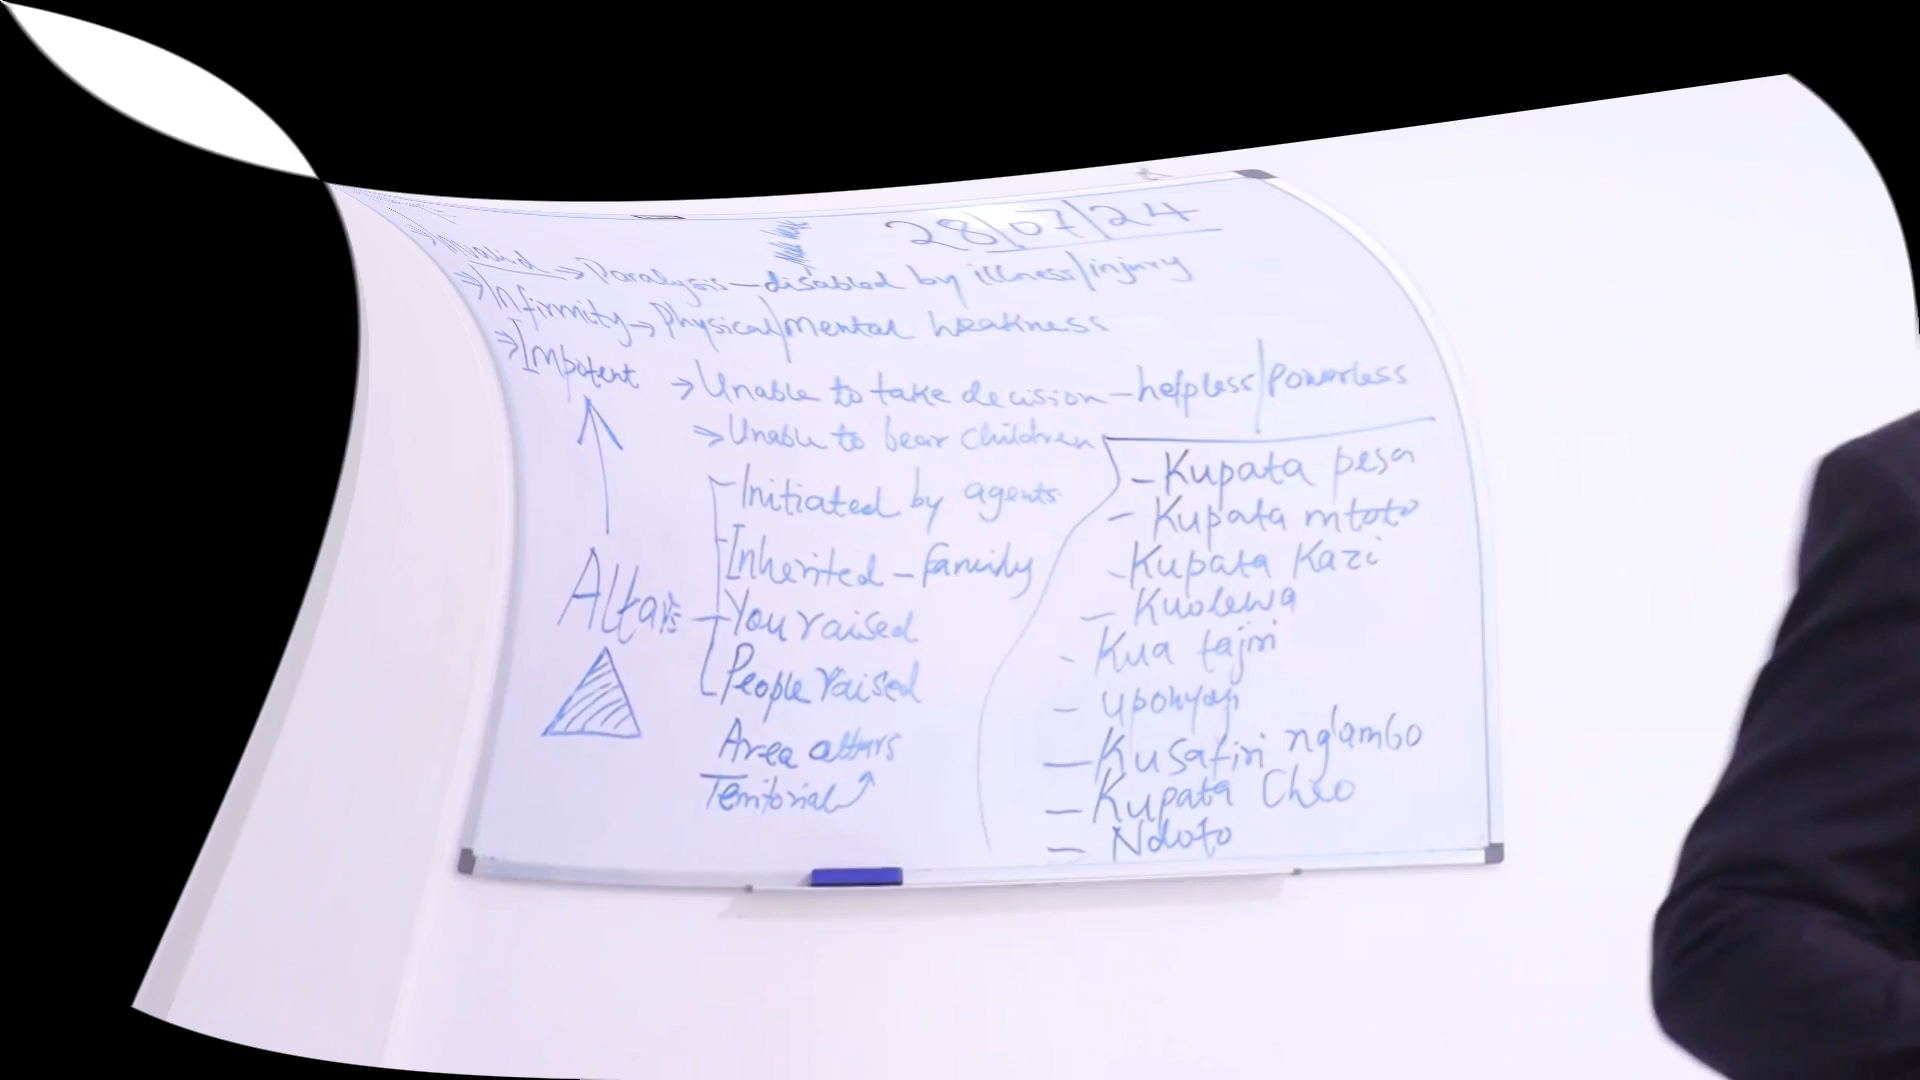 28/07/24
⇒ Invalid ⇒ Paralysis – disabled by illness/injury
⇒ Infirmity → Physical/mental weakness
⇒ Impotent → Unable to take decision – helpless/powerless
⇒ Unable to bear children
Altars
- Initiated by agents
- Inherited – family
- You raised
People raised
Area altars
Territorial
- Kupata pesa
- Kupata mtoto
- Kupata Kazi
- Kuolewa
- Kua tajiri
- uponyaji
- Kusafiri ng'ambo
- Kupata Cheo
- Ndoto